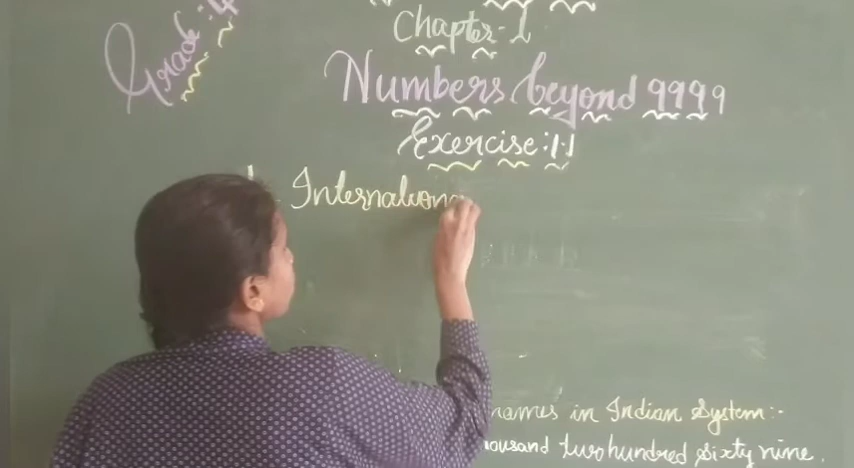 Grade:4
Chapter-1
Numbers beyond 9999
Exercise:1.1
Internationa
names in Indian System:-
ousand two hundred sixty nine.